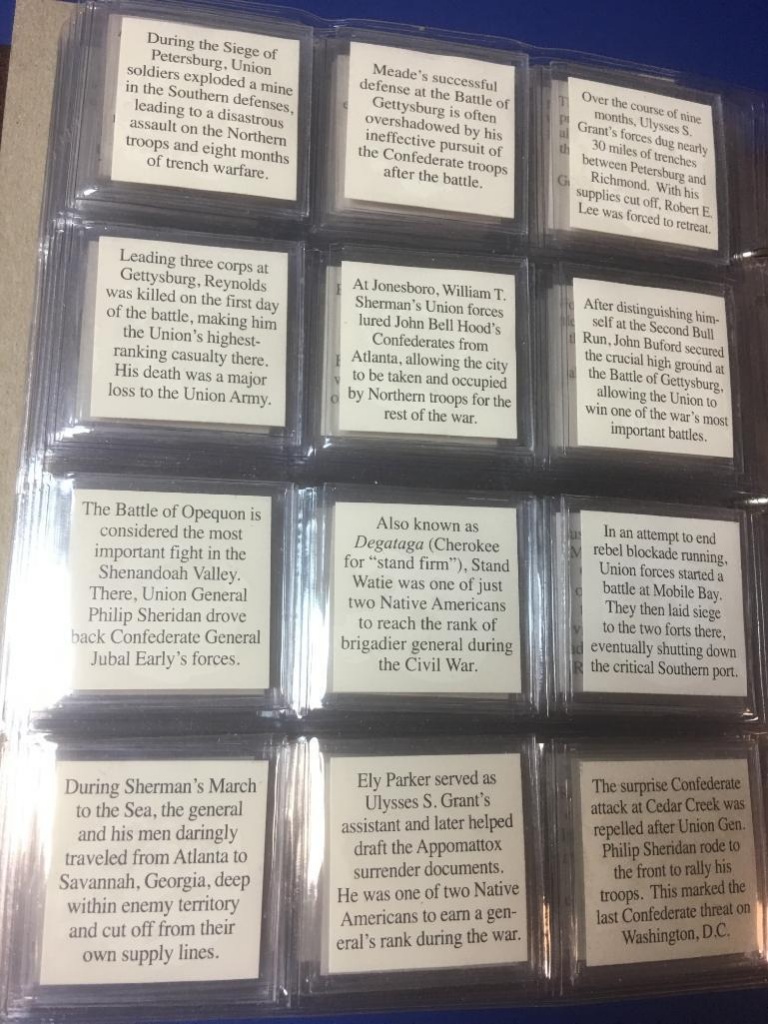 During the Siege of
Petersburg, Union
soldiers exploded a mine
in the Southern defenses,
leading to a disastrous
assault on the Northern
troops and eight months
of trench warfare.
Meade's successful
defense at the Battle of
Gettysburg is often
overshadowed by his
ineffective pursuit of
the Confederate troops
after the battle.
Over the course of nine
months, Ulysses S.
Grant's forces dug nearly
30 miles of trenches
between Petersburg and
Richmond. With his
supplies cut off, Robert E.
Lee was forced to retreat.
Leading three corps at
Gettysburg, Reynolds
was killed on the first day
of the battle, making him
the Union's highest-
ranking casualty there.
His death was a major
loss to the Union Army.
At Jonesboro, William T.
Sherman's Union forces
lured John Bell Hood's
Confederates from
Atlanta, allowing the city
to be taken and occupied
by Northern troops for the
rest of the war.
After distinguishing him-
self at the Second Bull
Run, John Buford secured
the crucial high ground at
the Battle of Gettysburg,
allowing the Union to
win one of the war's most
important battles.
The Battle of Opequon is
considered the most
important fight in the
Shenandoah Valley.
There, Union General
Philip Sheridan drove
back Confederate General
Jubal Early's forces.
Also known as
Degataga (Cherokee
for "stand firm"), Stand
Watie was one of just
two Native Americans
to reach the rank of
brigadier general during
the Civil War.
In an attempt to end
rebel blockade running,
Union forces started a
battle at Mobile Bay.
They then laid siege
to the two forts there,
eventually shutting down
the critical Southern port.
During Sherman's March
to the Sea, the general
and his men daringly
traveled from Atlanta to
Savannah, Georgia, deep
within enemy territory
and cut off from their
own supply lines.
Ely Parker served as
Ulysses S. Grant's
assistant and later helped
draft the Appomattox
surrender documents.
He was one of two Native
Americans to earn a gen-
eral's rank during the war.
The surprise Confederate
attack at Cedar Creek was
repelled after Union Gen.
Philip Sheridan rode to
the front to rally his
troops. This marked the
last Confederate threat on
Washington, D.C.